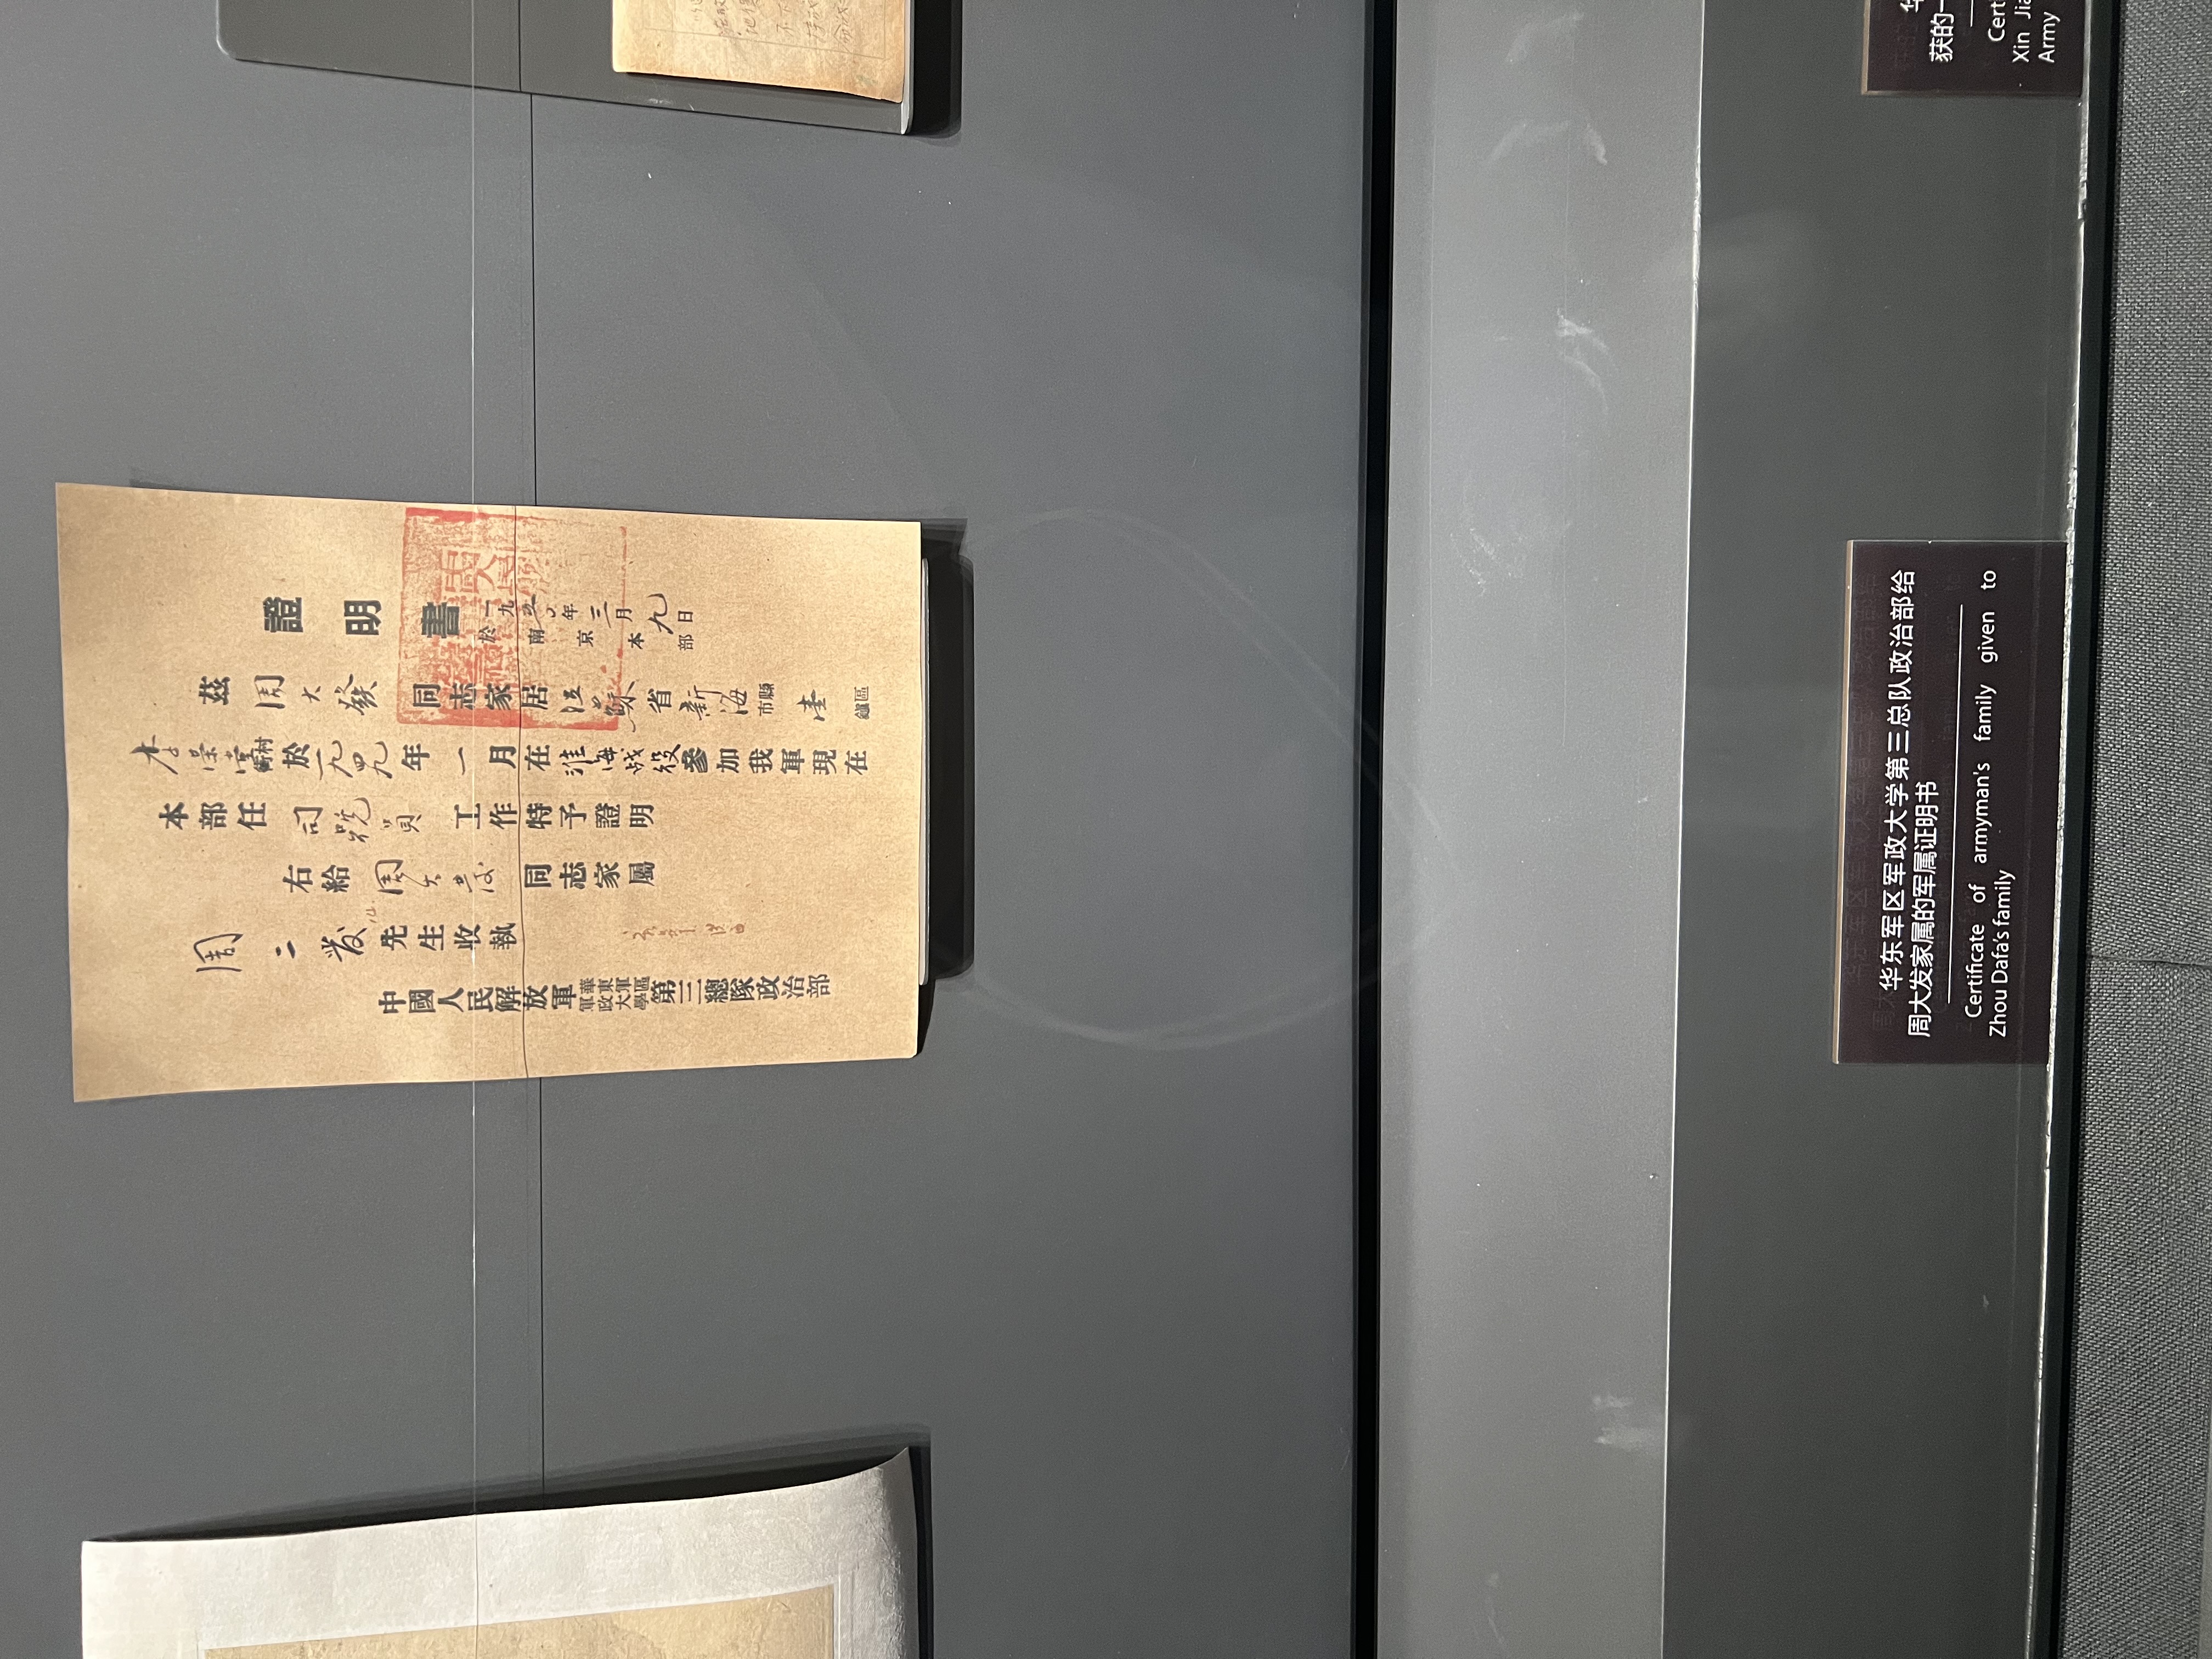 證明書
一九五〇年三月九日
於南京本部
茲周大發同志家居江蘇省新海市縣壹鎮區
李榮堂街村於一九四九年一月在淮海战役參加我軍現在
本部任司號員工作特予證明
右給周大發同志家屬
周二發先生收執
中國人民解放軍華東軍區軍政大學第三總隊政治部
华东军区军政大学第三总队政治部给
周大发家属的军属证明书
Certificate of armyman's family given to
Zhou Dafa's family
获的一
Cert
Xin Jia
Army